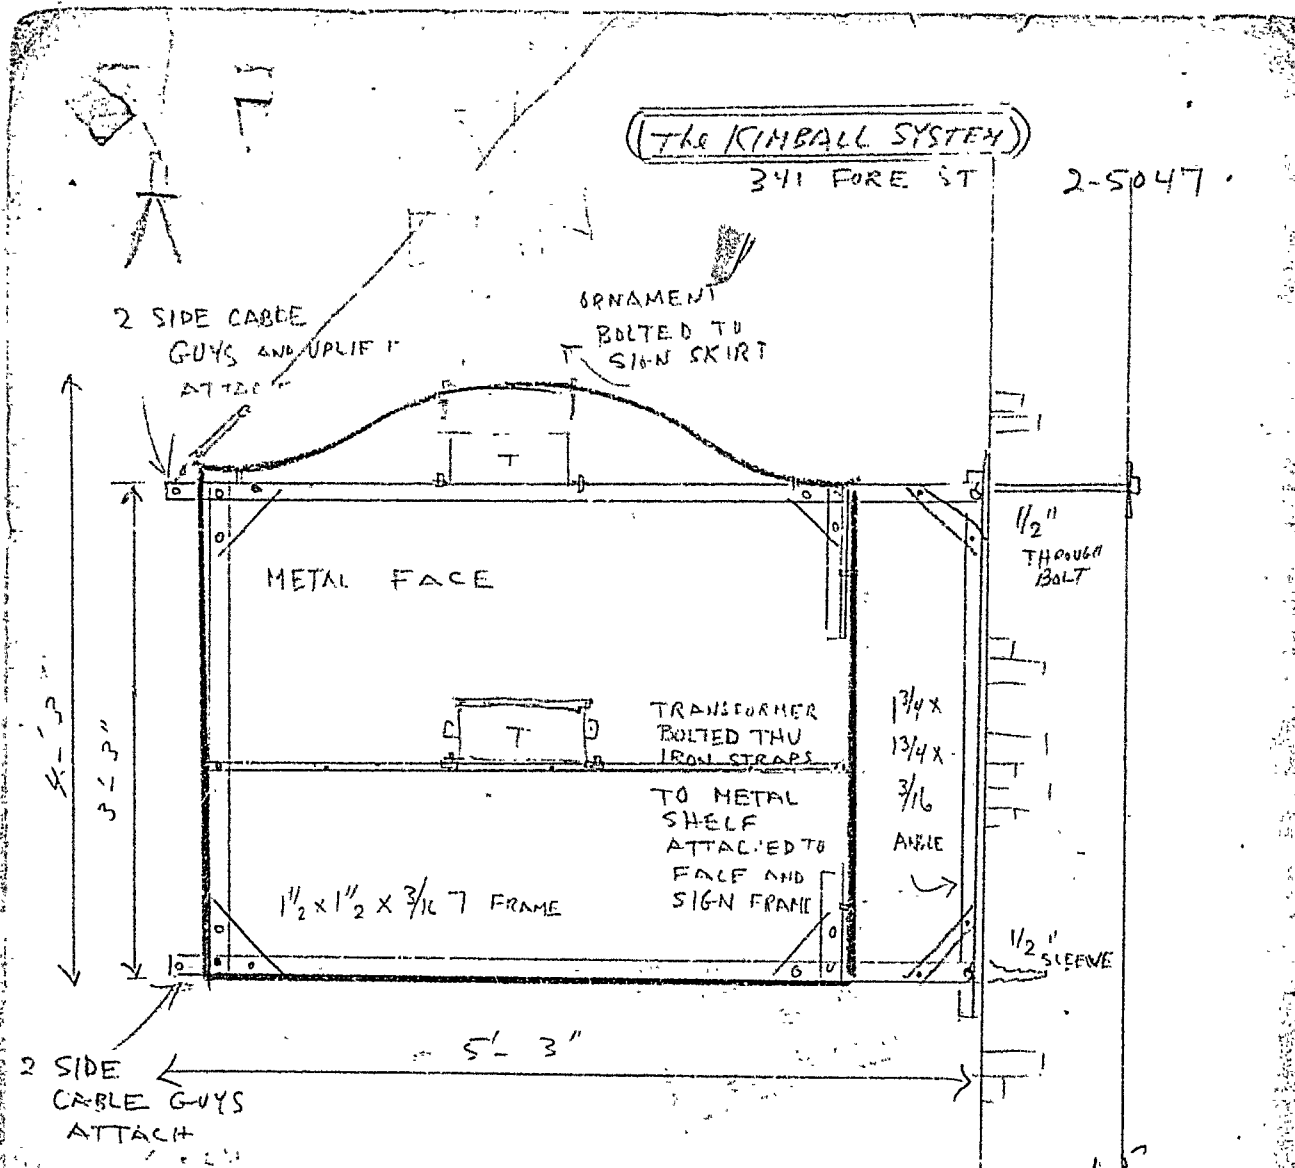 The KIMBALL SYSTEM
341 FORE ST
2-5047
2 SIDE CABLE
GUYS AND UPLIFT
ATTACH
ORNAMENT
BOLTED TO
SIGN SKIRT
T
1/2"
THROUGH
BOLT
METAL FACE
4'-3"
3'-3"
T
TRANSFORMER
BOLTED THU
IRON STRAPS
TO METAL
SHELF
ATTACHED TO
FACE AND
SIGN FRAME
1 3/4 x
1 3/4 x
3/16
ANGLE
1 1/2" x 1 1/2" x 3/16 7 FRAME
1/2" SLEEVE
5'-3"
2 SIDE
CABLE GUYS
ATTACH